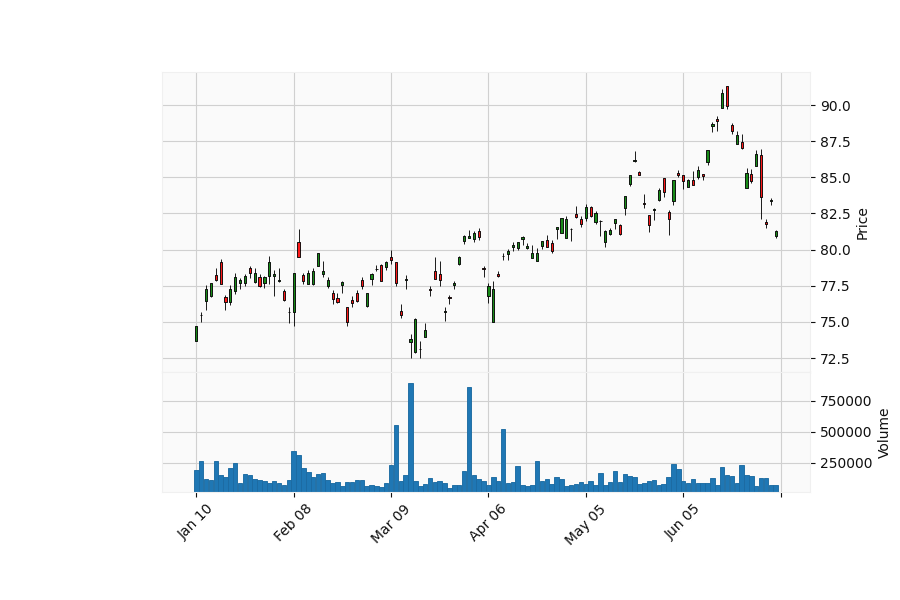 90.0
87.5
85.0
82.5
80.0
77.5
75.0
72.5
Price
750000
500000
250000
Volume
Jan 10
Feb 08
Mar 09
Apr 06
May 05
Jun 05